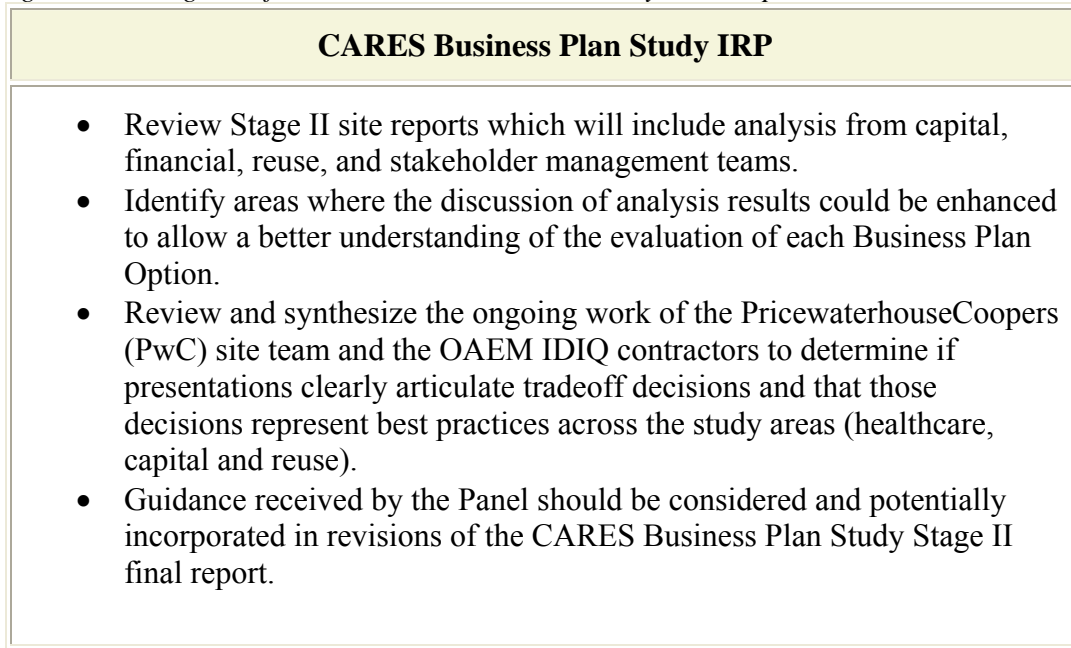 CARES Business Plan Study IRP
• Review Stage II site reports which will include analysis from capital,
financial, reuse, and stakeholder management teams.
• Identify areas where the discussion of analysis results could be enhanced
to allow a better understanding of the evaluation of each Business Plan
Option.
• Review and synthesize the ongoing work of the PricewaterhouseCoopers
(PwC) site team and the OAEM IDIQ contractors to determine if
presentations clearly articulate tradeoff decisions and that those
decisions represent best practices across the study areas (healthcare,
capital and reuse).
• Guidance received by the Panel should be considered and potentially
incorporated in revisions of the CARES Business Plan Study Stage II
final report.